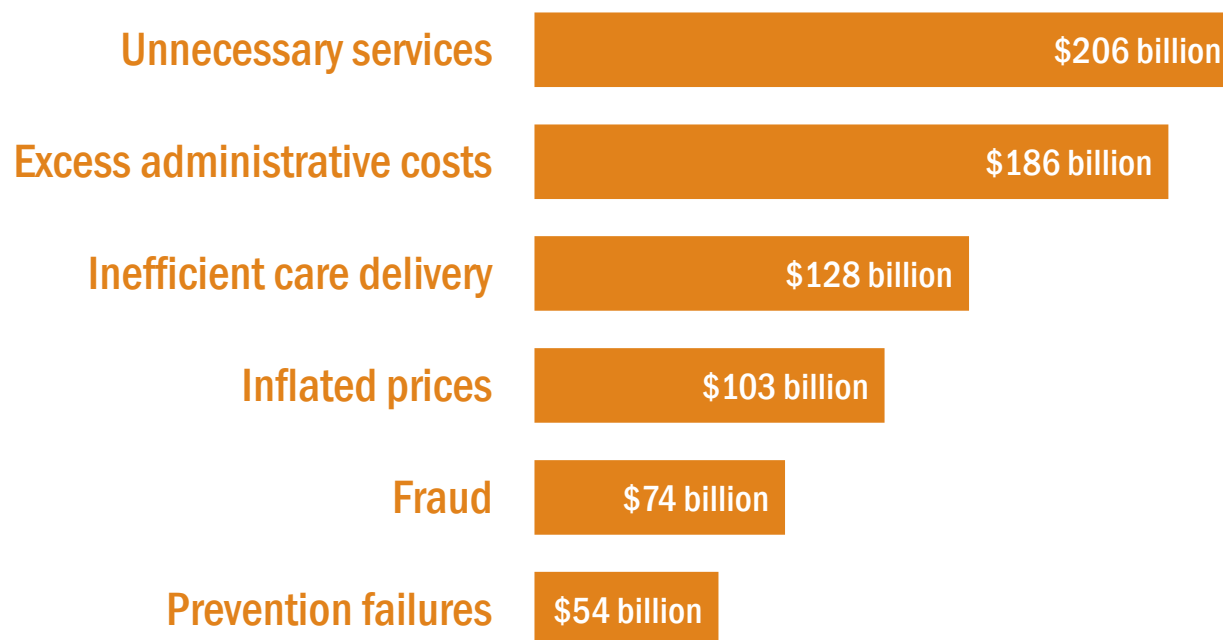 Unnecessary services $206 billion
Excess administrative costs $186 billion
Inefficient care delivery $128 billion
Inflated prices $103 billion
Fraud $74 billion
Prevention failures $54 billion